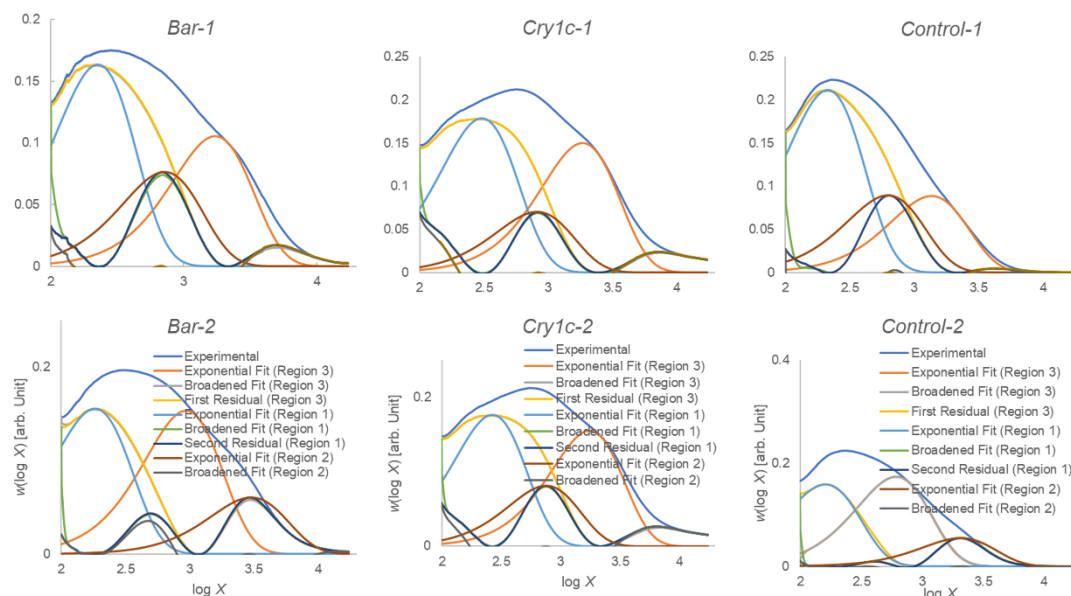 Bar-1
0.2
0.15
0.1
0.05
0
2
3
4
Cry1c-1
0.25
0.2
0.15
0.1
0.05
0
2
2.5
3
3.5
4
Control-1
0.25
0.2
0.15
0.1
0.05
0
2
2.5
3
3.5
4
Bar-2
w(log X) [arb. Unit]
0.2
0
Experimental
Exponential Fit (Region 3)
Broadened Fit (Region 3)
First Residual (Region 3)
Exponential Fit (Region 1)
Broadened Fit (Region 1)
Second Residual (Region 1)
Exponential Fit (Region 2)
Broadened Fit (Region 2)
2
2.5
3
3.5
4
log X
Cry1c-2
w(log X) [arb. Unit]
0.2
0
Experimental
Exponential Fit (Region 3)
Broadened Fit (Region 3)
First Residual (Region 3)
Exponential Fit (Region 1)
Broadened Fit (Region 1)
Second Residual (Region 1)
Exponential Fit (Region 2)
Broadened Fit (Region 2)
2
2.5
3
3.5
4
log X
Control-2
w(log X) [arb. Unit]
0.4
0.2
0
Experimental
Exponential Fit (Region 3)
Broadened Fit (Region 3)
First Residual (Region 3)
Exponential Fit (Region 1)
Broadened Fit (Region 1)
Second Residual (Region 1)
Exponential Fit (Region 2)
Broadened Fit (Region 2)
2
2.5
3
3.5
4
log X